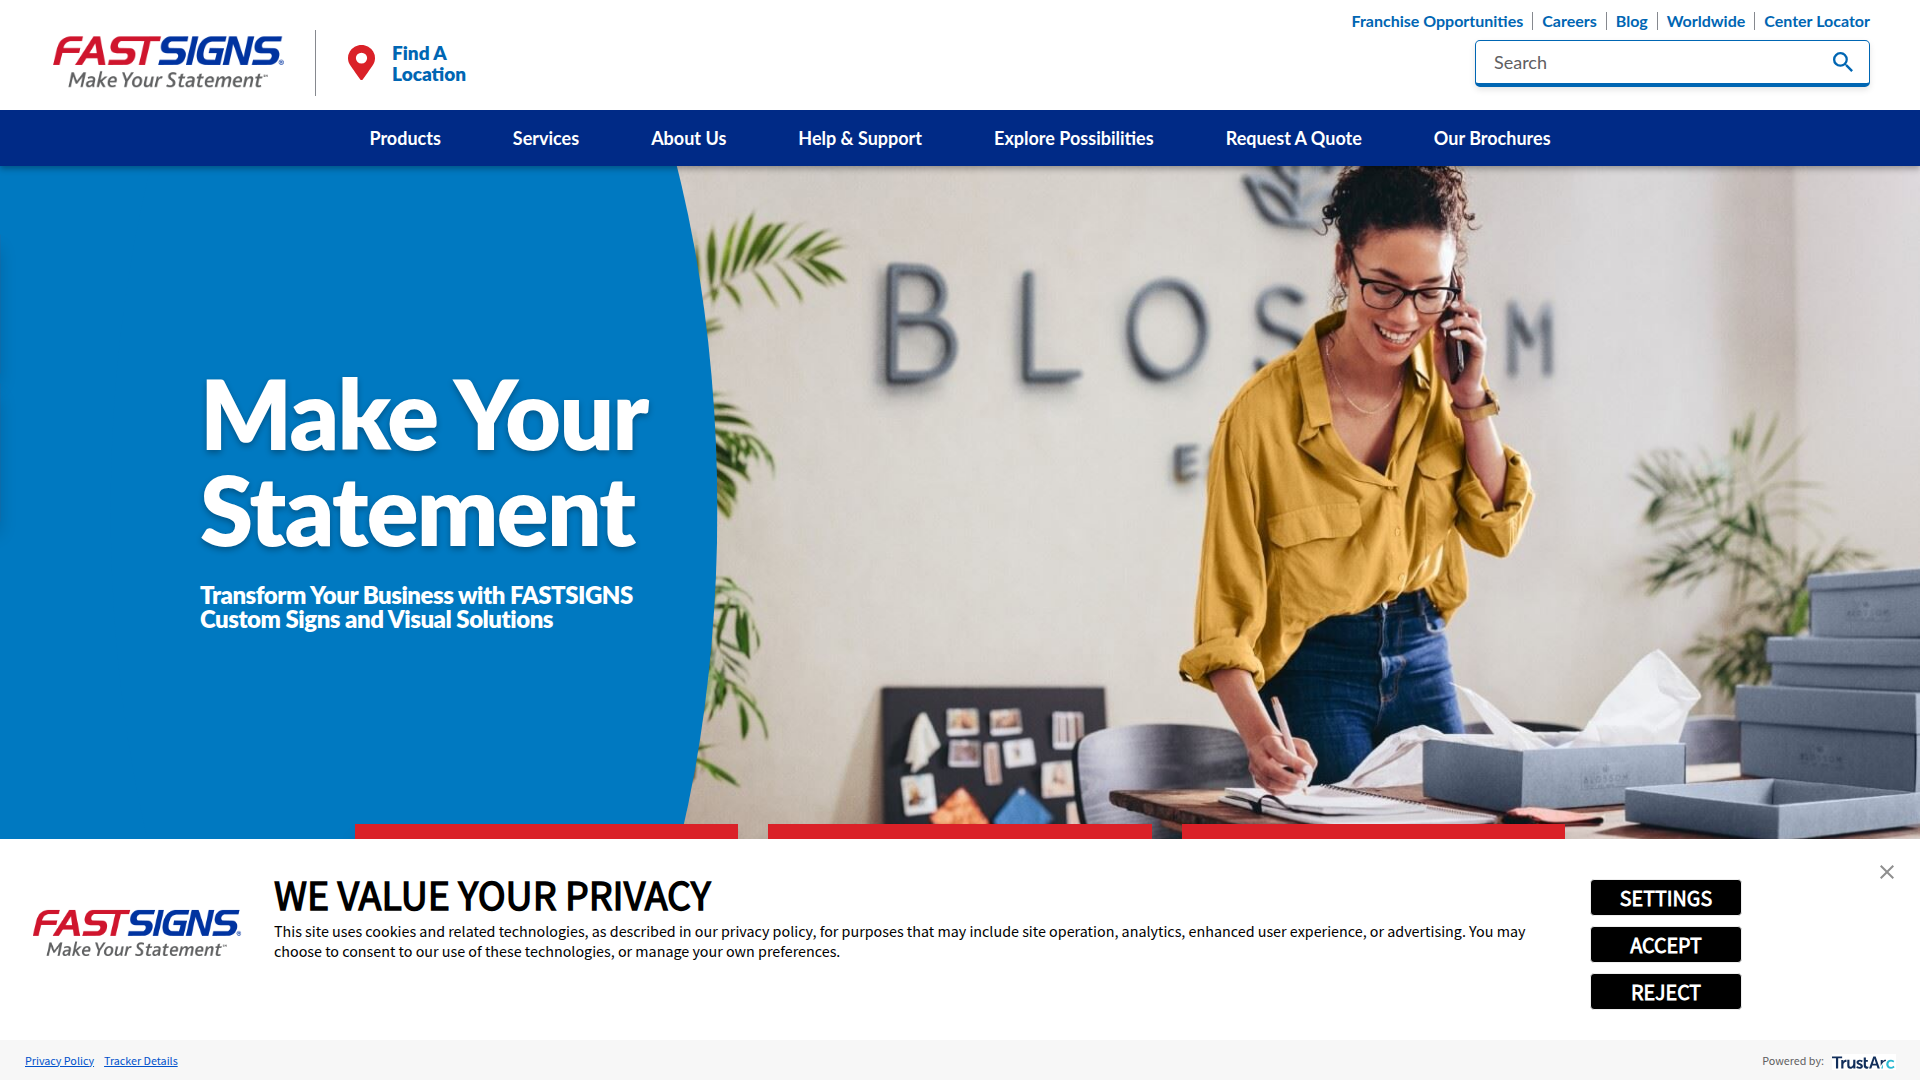 Franchise Opportunities
Careers
Blog
Worldwide
Center Locator
FASTSIGNS®
Make Your Statement™
Find A
Location
Search
Products
Services
About Us
Help & Support
Explore Possibilities
Request A Quote
Our Brochures
BLOS M
E
Make Your
Statement
Transform Your Business with FASTSIGNS
Custom Signs and Visual Solutions
BLOSSOM
FASTSIGNS®
Make Your Statement™
WE VALUE YOUR PRIVACY
This site uses cookies and related technologies, as described in our privacy policy, for purposes that may include site operation, analytics, enhanced user experience, or advertising. You may
choose to consent to our use of these technologies, or manage your own preferences.
SETTINGS
ACCEPT
REJECT
Privacy Policy
Tracker Details
Powered by:
TrustArc